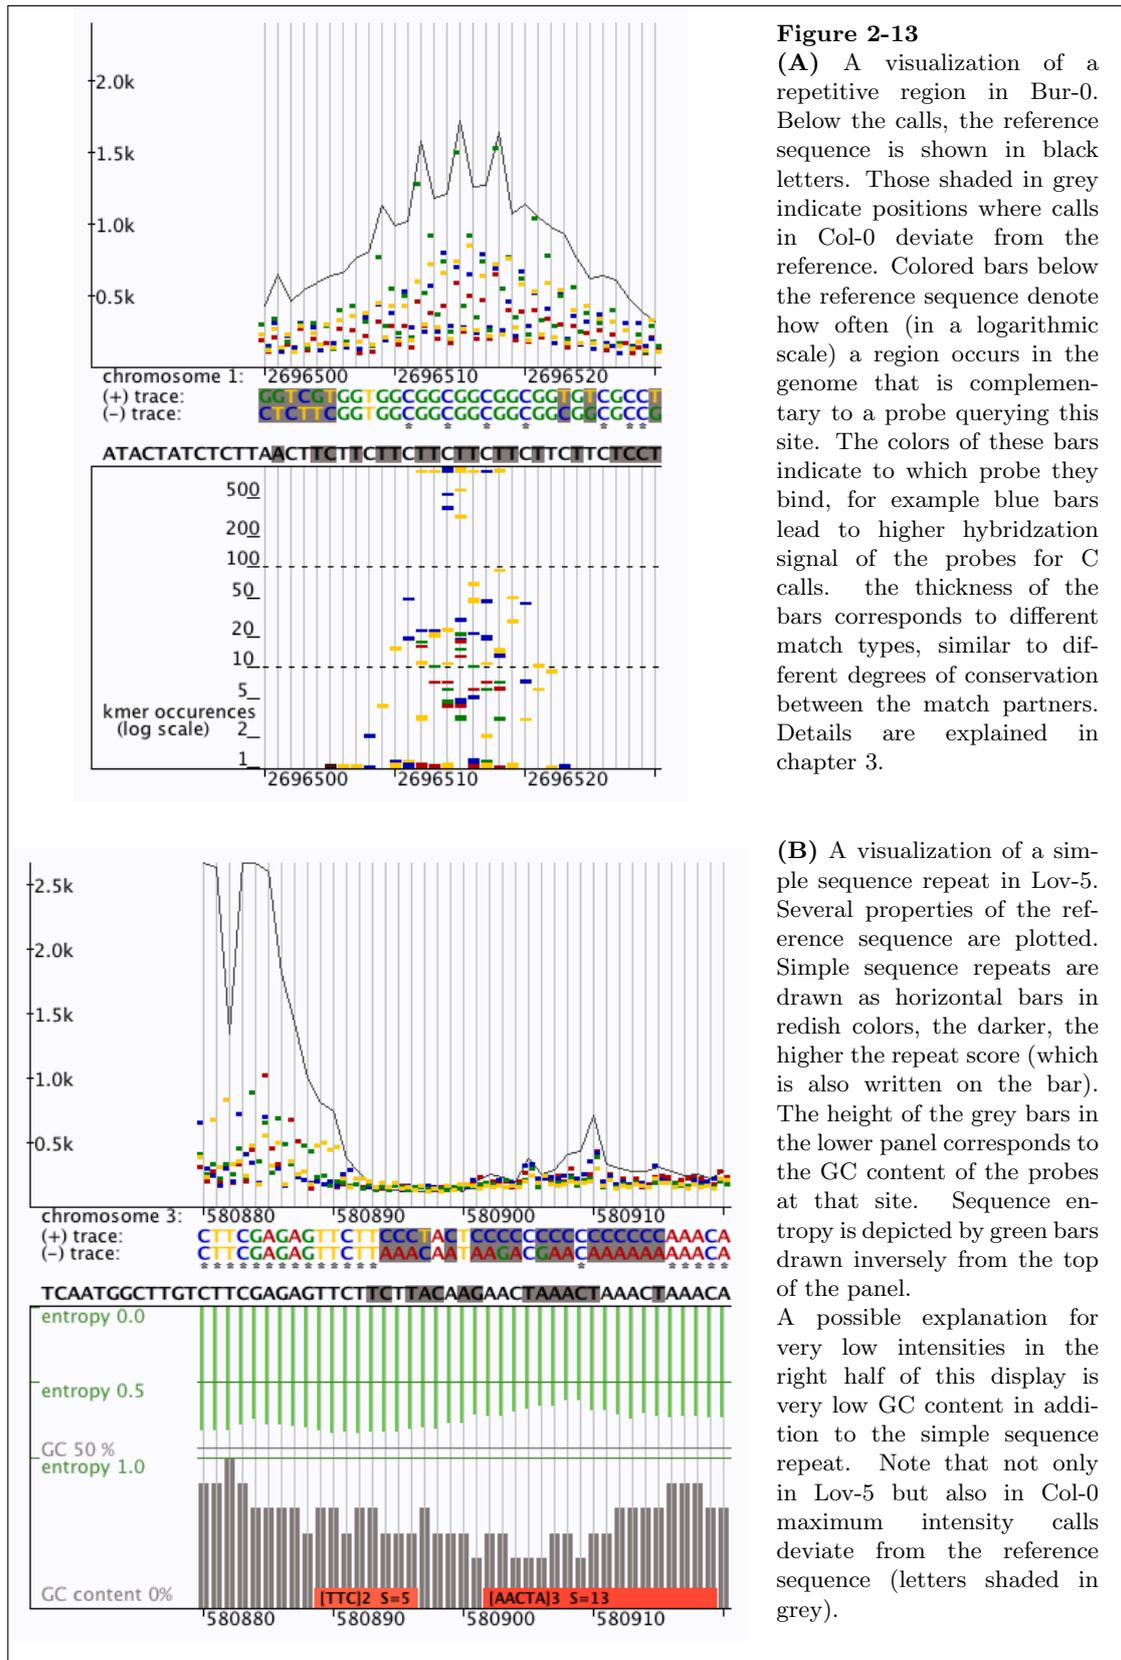 2.0k
1.5k
1.0k
0.5k
chromosome 1: 2696500 2696510 2696520
(+) trace: GGTCGTGGTGGCGGCGGCGGCGGTGTCGCCT
(−) trace: CTCTTCGGTGGCGGCGGCGGCGGCGGCGCCG
* * * * * * *
ATACTATCTCTTAACTTCTTCTTCTTCTTCTTCTTCTTCTCCT
500
200
100
50
20
10
5
kmer occurences
(log scale)
2
1
2696500 2696510 2696520
Figure 2-13
(A) A visualization of a
repetitive region in Bur-0.
Below the calls, the reference
sequence is shown in black
letters. Those shaded in grey
indicate positions where calls
in Col-0 deviate from the
reference. Colored bars below
the reference sequence denote
how often (in a logarithmic
scale) a region occurs in the
genome that is complemen-
tary to a probe querying this
site. The colors of these bars
indicate to which probe they
bind, for example blue bars
lead to higher hybridzation
signal of the probes for C
calls. the thickness of the
bars corresponds to different
match types, similar to dif-
ferent degrees of conservation
between the match partners.
Details are explained in
chapter 3.
2.5k
2.0k
1.5k
1.0k
0.5k
chromosome 3: 580880 580890 580900 580910
(+) trace: CTTCGAGAGTTCTTCCCTACTCCCCCCCCCCCCCCCAAACA
(−) trace: CTTCGAGAGTTCTTAAACAATAAGACGAACAAAAAAAAACA
* * * * * * * * * * * * * * * * * * * *
TCAATGGCTTGTCTTCGAGAGTTCTTTCTTACAAGAACTAAACTAAACTAAACA
entropy 0.0
entropy 0.5
GC 50 %
entropy 1.0
GC content 0%
[TTC]2 S=5
[AACTA]3 S=13
580880 580890 580900 580910
(B) A visualization of a sim-
ple sequence repeat in Lov-5.
Several properties of the ref-
erence sequence are plotted.
Simple sequence repeats are
drawn as horizontal bars in
redish colors, the darker, the
higher the repeat score (which
is also written on the bar).
The height of the grey bars in
the lower panel corresponds to
the GC content of the probes
at that site. Sequence en-
tropy is depicted by green bars
drawn inversely from the top
of the panel.
A possible explanation for
very low intensities in the
right half of this display is
very low GC content in addi-
tion to the simple sequence
repeat. Note that not only
in Lov-5 but also in Col-0
maximum intensity calls
deviate from the reference
sequence (letters shaded in
grey).